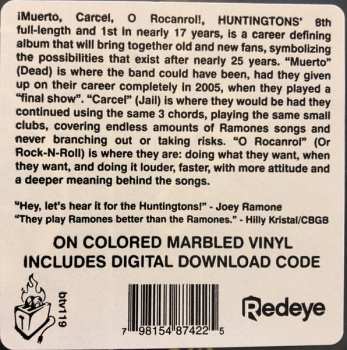 ¡Muerto, Carcel, O Rocanrol!, HUNTINGTONS' 8th
full-length and 1st in nearly 17 years, is a career defining
album that will bring together old and new fans, symbolizing
the possibilities that exist after nearly 25 years. “Muerto”
(Dead) is where the band could have been, had they given
up on their career completely in 2005, when they played a
“final show”. “Carcel” (Jail) is where they would be had they
continued using the same 3 chords, playing the same small
clubs, covering endless amounts of Ramones songs and
never branching out or taking risks. “O Rocanrol” (Or
Rock-N-Roll) is where they are: doing what they want, when
they want, and doing it louder, faster, with more attitude and
a deeper meaning behind the songs.
"Hey, let's hear it for the Huntingtons!" - Joey Ramone
"They play Ramones better than the Ramones." - Hilly Kristal/CBGB
ON COLORED MARBLED VINYL
INCLUDES DIGITAL DOWNLOAD CODE
btv119
Redeye
7 98154 87422 5